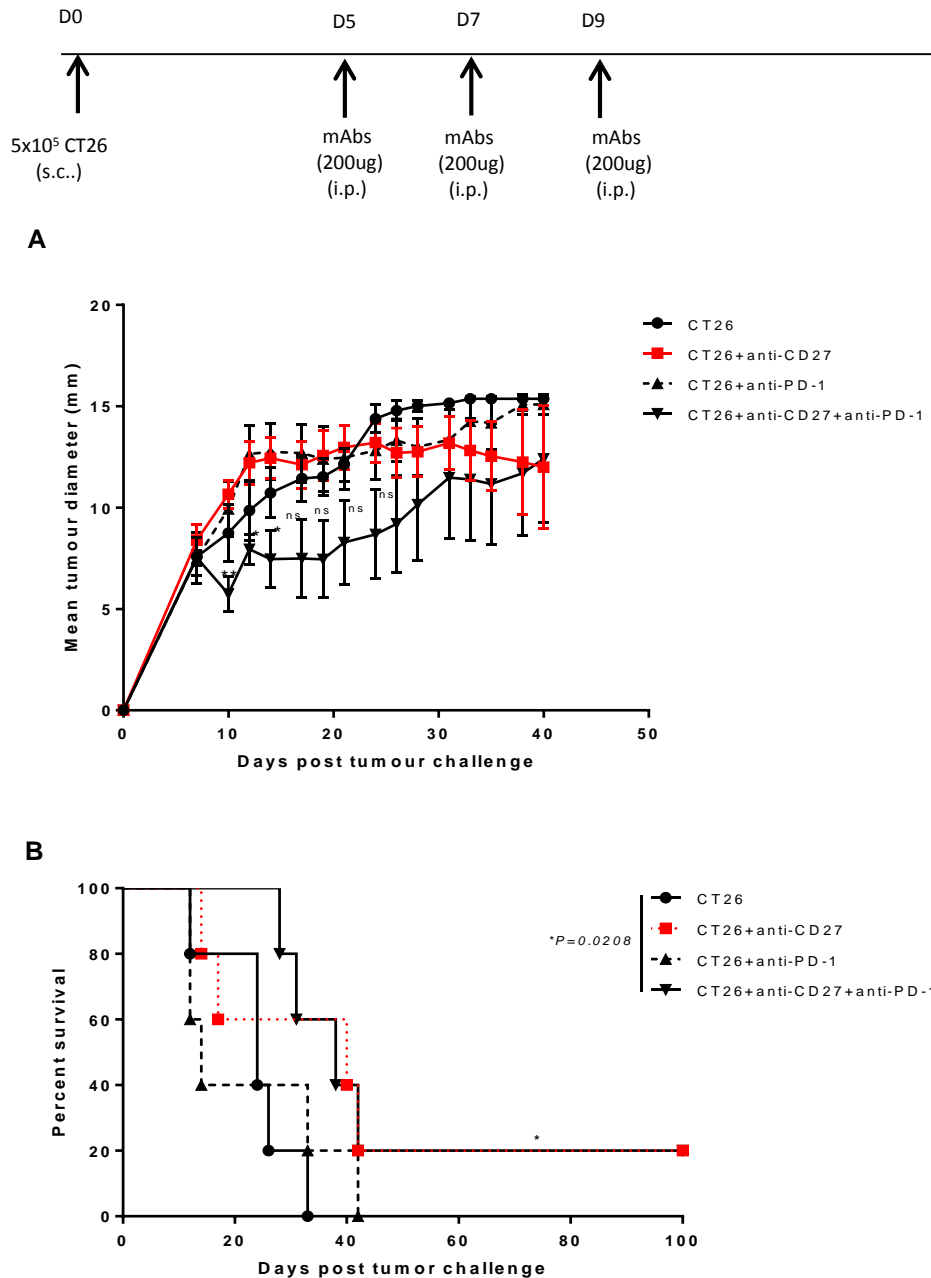 D0 D5 D7 D9
5x10⁵ CT26
(s.c..)
mAbs
(200ug)
(i.p.)
mAbs
(200ug)
(i.p.)
mAbs
(200ug)
(i.p.)
A
Mean tumour diameter (mm)
20
15
10
5
0
0 10 20 30 40 50
Days post tumour challenge
** * * ns ns ns ns
CT26
CT26+anti-CD27
CT26+anti-PD-1
CT26+anti-CD27+anti-PD-1
B
Percent survival
100
80
60
40
20
0
0 20 40 60 80 100
Days post tumor challenge
*
*P=0.0208
CT26
CT26+anti-CD27
CT26+anti-PD-1
CT26+anti-CD27+anti-PD-1